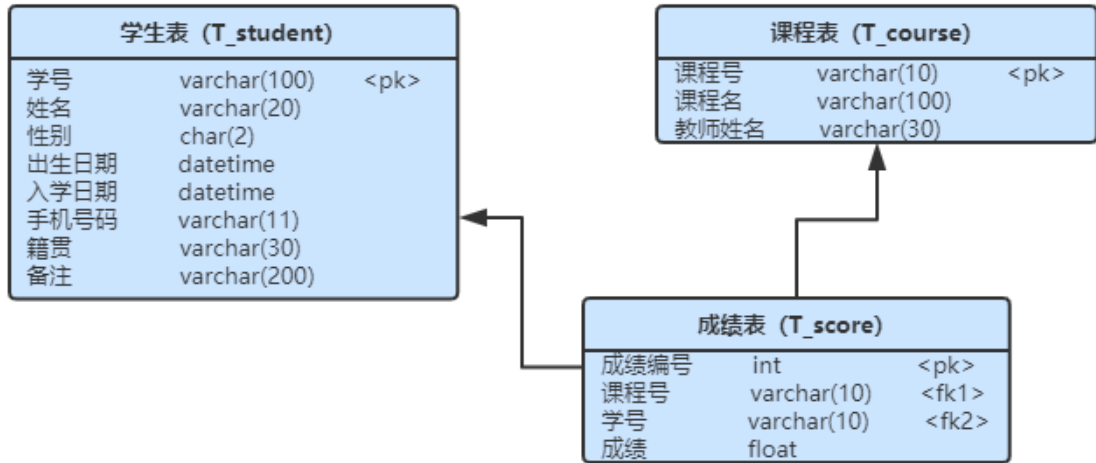 学生表（T_student)
学号 varchar(100) <pk>
姓名 varchar(20)
性别 char(2)
出生日期 datetime
入学日期 datetime
手机号码 varchar(11)
籍贯 varchar(30)
备注 varchar(200)
课程表（T_course)
课程号 varchar(10) <pk>
课程名 varchar(100)
教师姓名 varchar(30)
成绩表（T_score)
成绩编号 int <pk>
课程号 varchar(10) <fk1>
学号 varchar(10) <fk2>
成绩 float